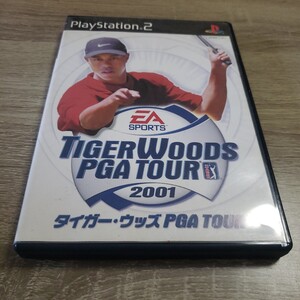 PlayStation 2
EA
SPORTS
TIGER WOODS
PGA TOUR
2001
タイガー・ウッズ PGA TOUR